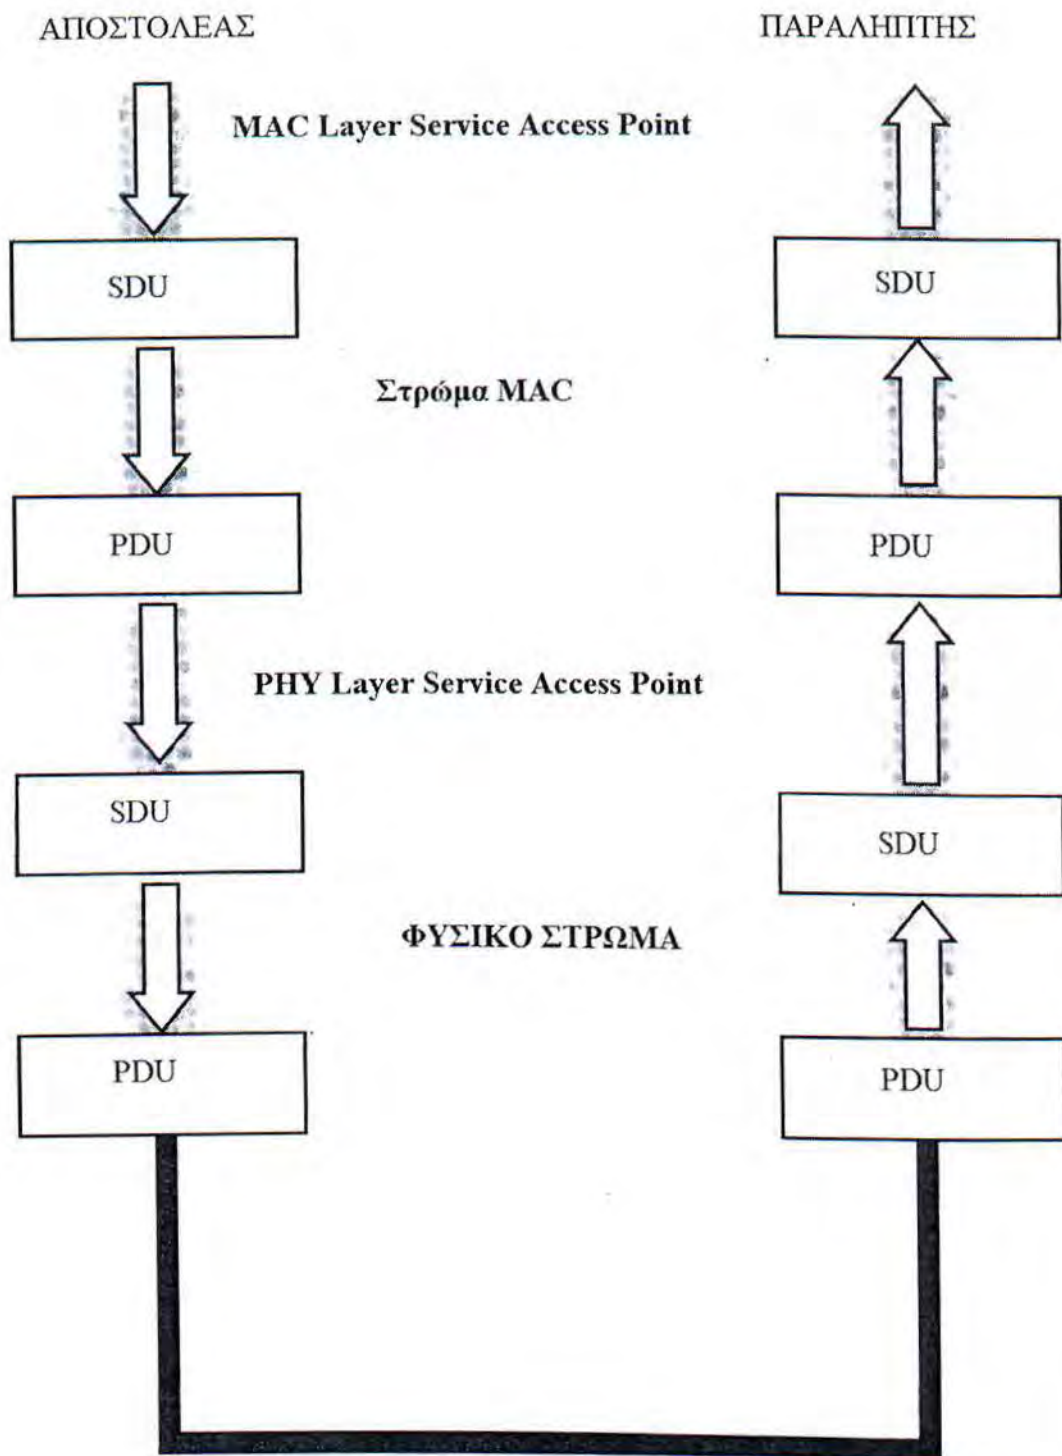 ΑΠΟΣΤΟΛΕΑΣ ΠΑΡΑΛΗΠΤΗΣ
MAC Layer Service Access Point
SDU SDU
Στρώμα MAC
PDU PDU
PHY Layer Service Access Point
SDU SDU
ΦΥΣΙΚΟ ΣΤΡΩΜΑ
PDU PDU